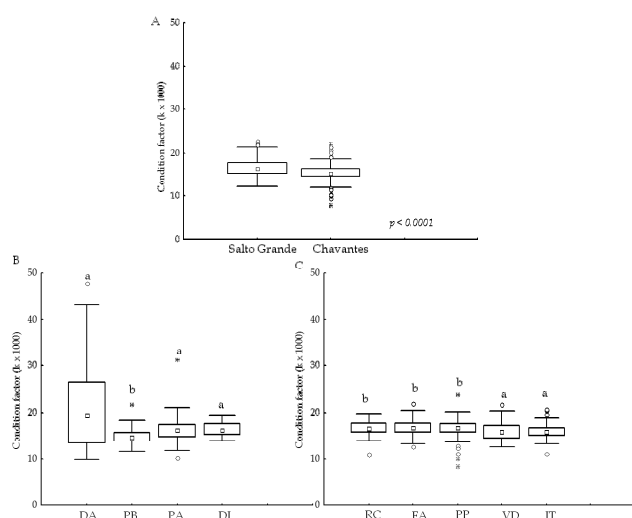 A
Condition factor (k x 1000)
50
40
30
20
10
0
p < 0.0001
Salto Grande Chavantes
B
Condition factor (k x 1000)
50
40
30
20
10
0
a
b
a
a
DA PB PA DI
C
Condition factor (k x 1000)
50
40
30
20
10
0
b
b
b
a
a
RC FA PP VD IT